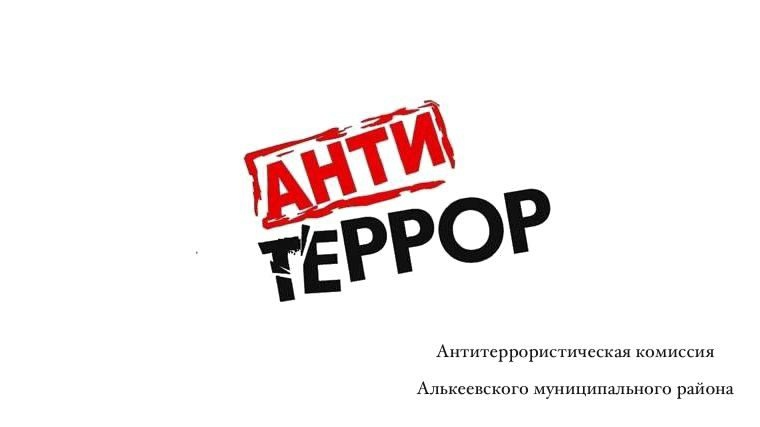 АНТИ
ТЕРРОР
Антитеррористическая комиссия
Алькеевского муниципального района